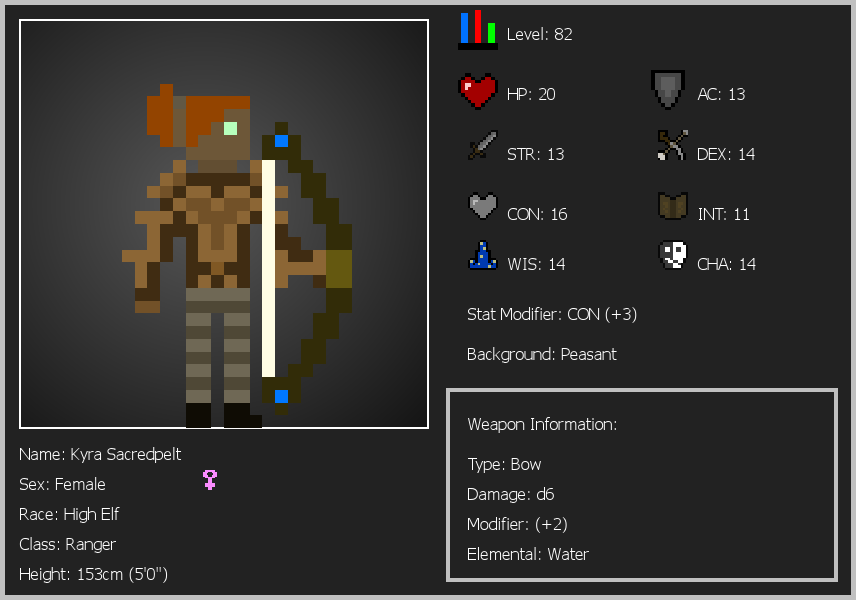 Level: 82
HP: 20
AC: 13
STR: 13
DEX: 14
CON: 16
INT: 11
WIS: 14
CHA: 14
Stat Modifier: CON (+3)
Background: Peasant
Weapon Information:
Type: Bow
Damage: d6
Modifier: (+2)
Elemental: Water
Name: Kyra Sacredpelt
Sex: Female
Race: High Elf
Class: Ranger
Height: 153cm (5'0")